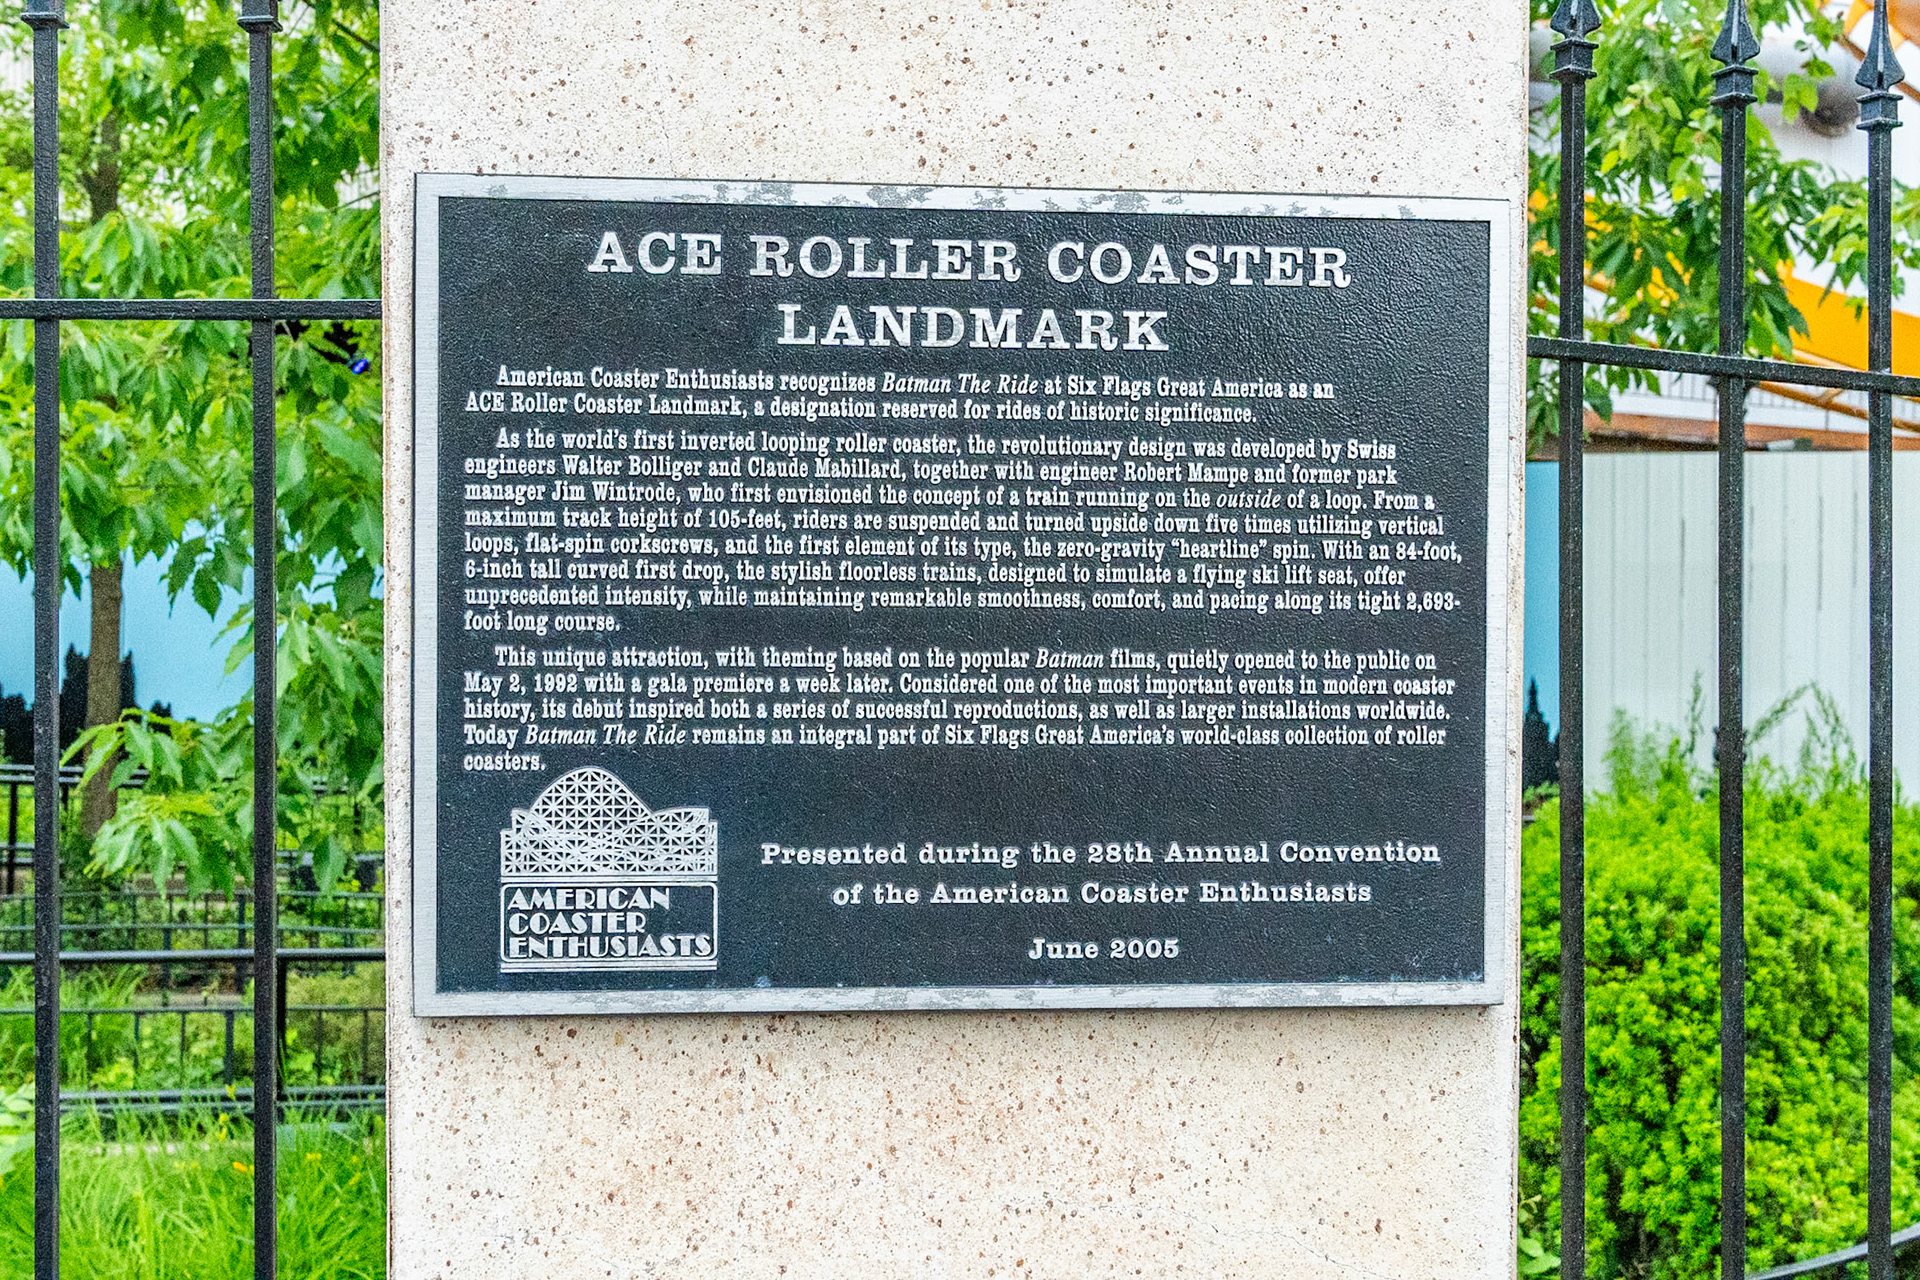 ACE ROLLER COASTER
LANDMARK
American Coaster Enthusiasts recognizes Batman The Ride at Six Flags Great America as an
ACE Roller Coaster Landmark, a designation reserved for rides of historic significance.
As the world's first inverted looping roller coaster, the revolutionary design was developed by Swiss
engineers Walter Bolliger and Claude Mabillard, together with engineer Robert Mampe and former park
manager Jim Wintrode, who first envisioned the concept of a train running on the outside of a loop. From a
maximum track height of 105-feet, riders are suspended and turned upside down five times utilizing vertical
loops, flat-spin corkscrews, and the first element of its type, the zero-gravity "heartline" spin. With an 84-foot,
6-inch tall curved first drop, the stylish floorless trains, designed to simulate a flying ski lift seat, offer
unprecedented intensity, while maintaining remarkable smoothness, comfort, and pacing along its tight 2,693-
foot long course.
This unique attraction, with theming based on the popular Batman films, quietly opened to the public on
May 2, 1992 with a gala premiere a week later. Considered one of the most important events in modern coaster
history, its debut inspired both a series of successful reproductions, as well as larger installations worldwide.
Today Batman The Ride remains an integral part of Six Flags Great America's world-class collection of roller
coasters.
AMERICAN
COASTER
ENTHUSIASTS
Presented during the 28th Annual Convention
of the American Coaster Enthusiasts
June 2005